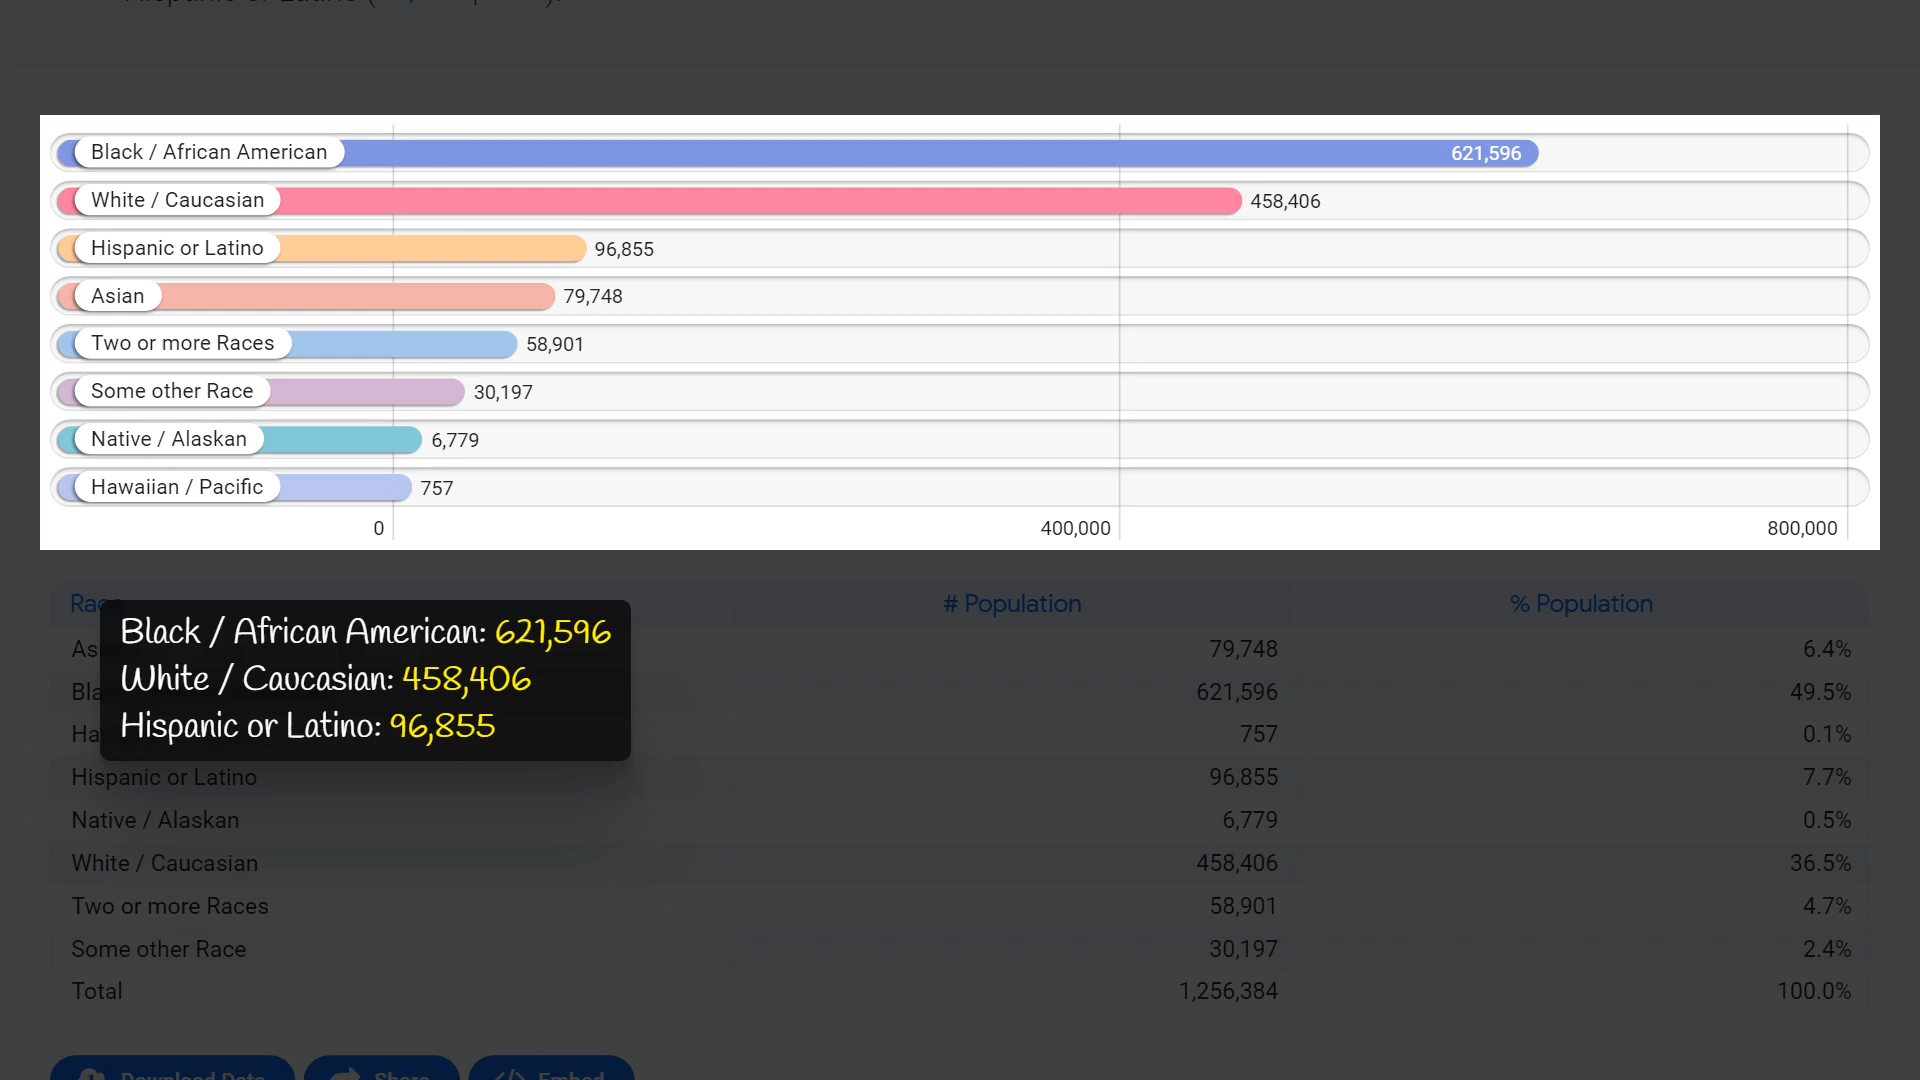 Black / African American 621,596
White / Caucasian 458,406
Hispanic or Latino 96,855
Asian 79,748
Two or more Races 58,901
Some other Race 30,197
Native / Alaskan 6,779
Hawaiian / Pacific 757
0 400,000 800,000
# Population % Population
Black / African American: 621,596
White / Caucasian: 458,406
Hispanic or Latino: 96,855
79,748 6.4%
621,596 49.5%
757 0.1%
Hispanic or Latino 96,855 7.7%
Native / Alaskan 6,779 0.5%
White / Caucasian 458,406 36.5%
Two or more Races 58,901 4.7%
Some other Race 30,197 2.4%
Total 1,256,384 100.0%
Download Data Share Embed